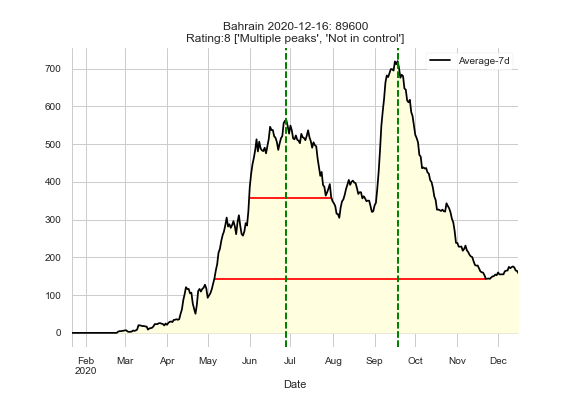 Bahrain 2020-12-16: 89600
Rating:8 ['Multiple peaks', 'Not in control']
Average-7d
700
600
500
400
300
200
100
0
Feb Mar Apr May Jun Jul Aug Sep Oct Nov Dec
2020
Date